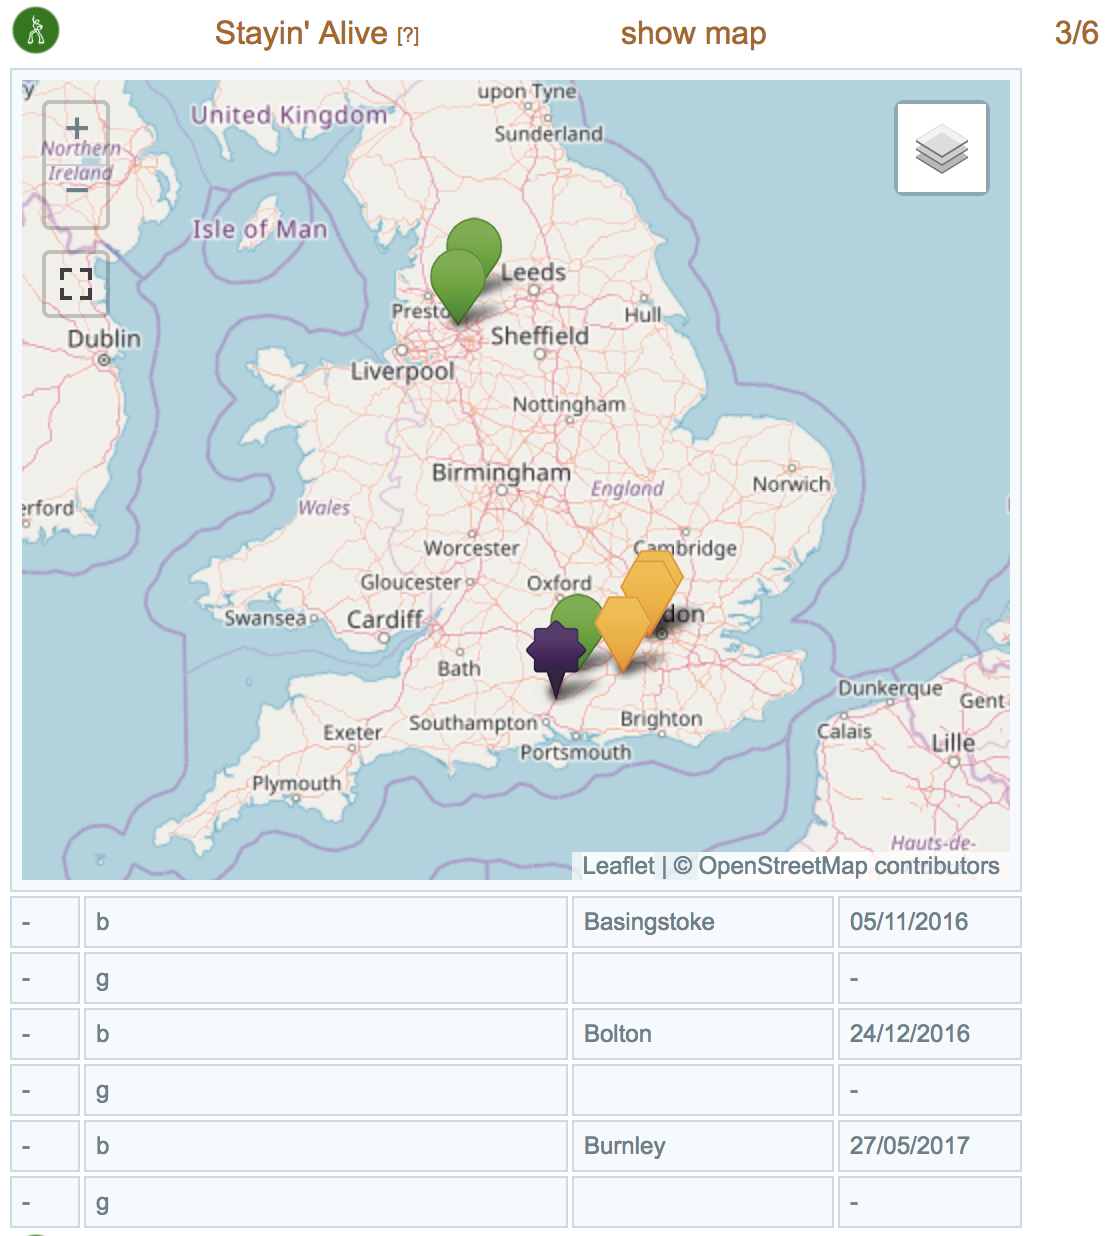 Stayin' Alive [?] show map 3/6
upon Tyne
United Kingdom
Sunderland
+
Northern
Ireland
−
Isle of Man
Leeds
Hull
Dublin
Sheffield
Liverpool
Nottingham
Birmingham
Norwich
England
Wales
Worcester
Cambridge
Gloucester
Oxford
Swansea
Cardiff
Bath
Dunkerque
Gent
Southampton
Brighton
Exeter
Calais
Portsmouth
Lille
Plymouth
Hauts-de-
Leaflet | © OpenStreetMap contributors
- b Basingstoke 05/11/2016
- g -
- b Bolton 24/12/2016
- g -
- b Burnley 27/05/2017
- g -